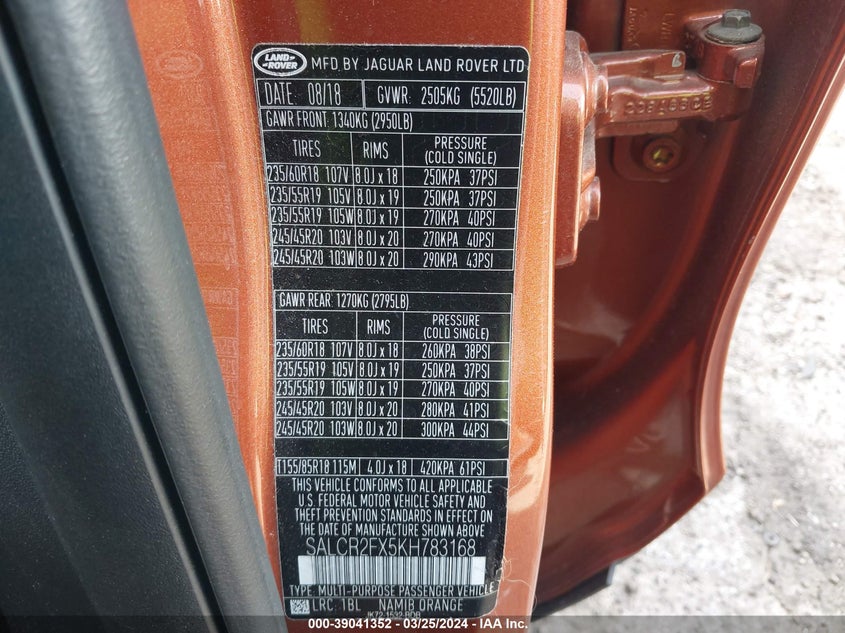 LAND ROVER MFD BY JAGUAR LAND ROVER LTD
DATE: 08/18 GVWR: 2505KG (5520LB)
GAWR FRONT: 1340KG (2950LB)
TIRES RIMS PRESSURE (COLD SINGLE)
235/60R18 107V 8.0J x 18 250KPA 37PSI
235/55R19 105V 8.0J x 19 250KPA 37PSI
235/55R19 105W 8.0J x 19 270KPA 40PSI
245/45R20 103V 8.0J x 20 270KPA 40PSI
245/45R20 103W 8.0J x 20 290KPA 43PSI
GAWR REAR: 1270KG (2795LB)
TIRES RIMS PRESSURE (COLD SINGLE)
235/60R18 107V 8.0J x 18 260KPA 38PSI
235/55R19 105V 8.0J x 19 250KPA 37PSI
235/55R19 105W 8.0J x 19 270KPA 40PSI
245/45R20 103V 8.0J x 20 280KPA 41PSI
245/45R20 103W 8.0J x 20 300KPA 44PSI
T155/85R18 115M 4.0J x 18 420KPA 61PSI
THIS VEHICLE CONFORMS TO ALL APPLICABLE
U.S. FEDERAL MOTOR VEHICLE SAFETY AND
THEFT PREVENTION STANDARDS IN EFFECT ON
THE DATE OF MANUFACTURE SHOWN ABOVE
SALCR2FX5KH783168
TYPE: MULTI-PURPOSE PASSENGER VEHICLE
LRC: 1BL NAMIB ORANGE
JK72-1532-BDB
000-39041352 - 03/25/2024 - IAA Inc.